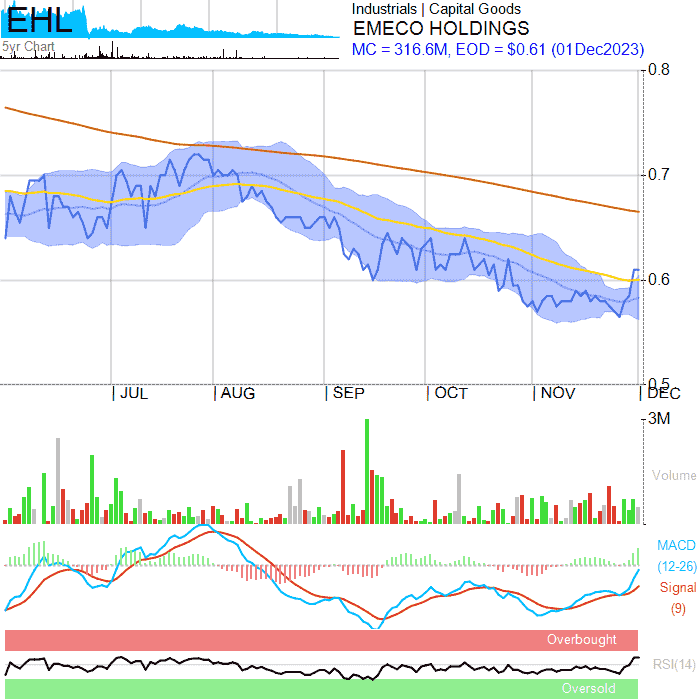 EHL
5yr Chart
Industrials | Capital Goods
EMECO HOLDINGS
MC = 316.6M, EOD = $0.61 (01Dec2023)
0.8
0.7
0.6
0.5
| JUL | AUG | SEP | OCT | NOV | DEC
3M
Volume
MACD
(12-26)
Signal
(9)
Overbought
RSI(14)
Oversold